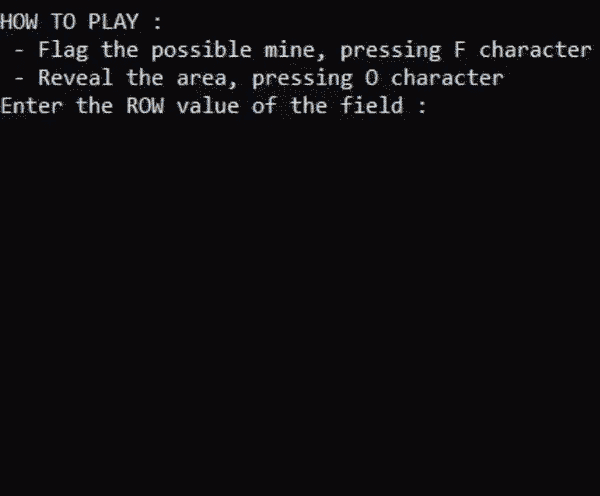 HOW TO PLAY :
- Flag the possible mine, pressing F character
- Reveal the area, pressing O character
Enter the ROW value of the field :